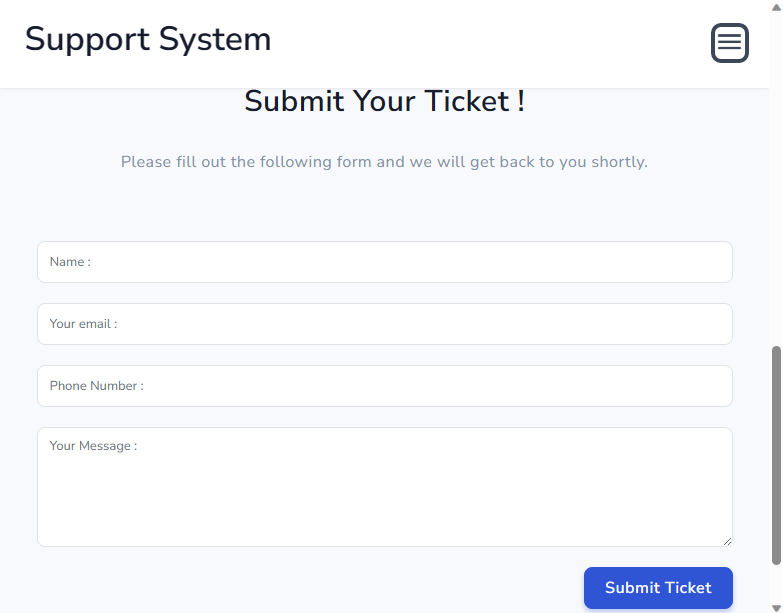 Support System
Submit Your Ticket !
Please fill out the following form and we will get back to you shortly.
Name :
Your email :
Phone Number :
Your Message :
Submit Ticket